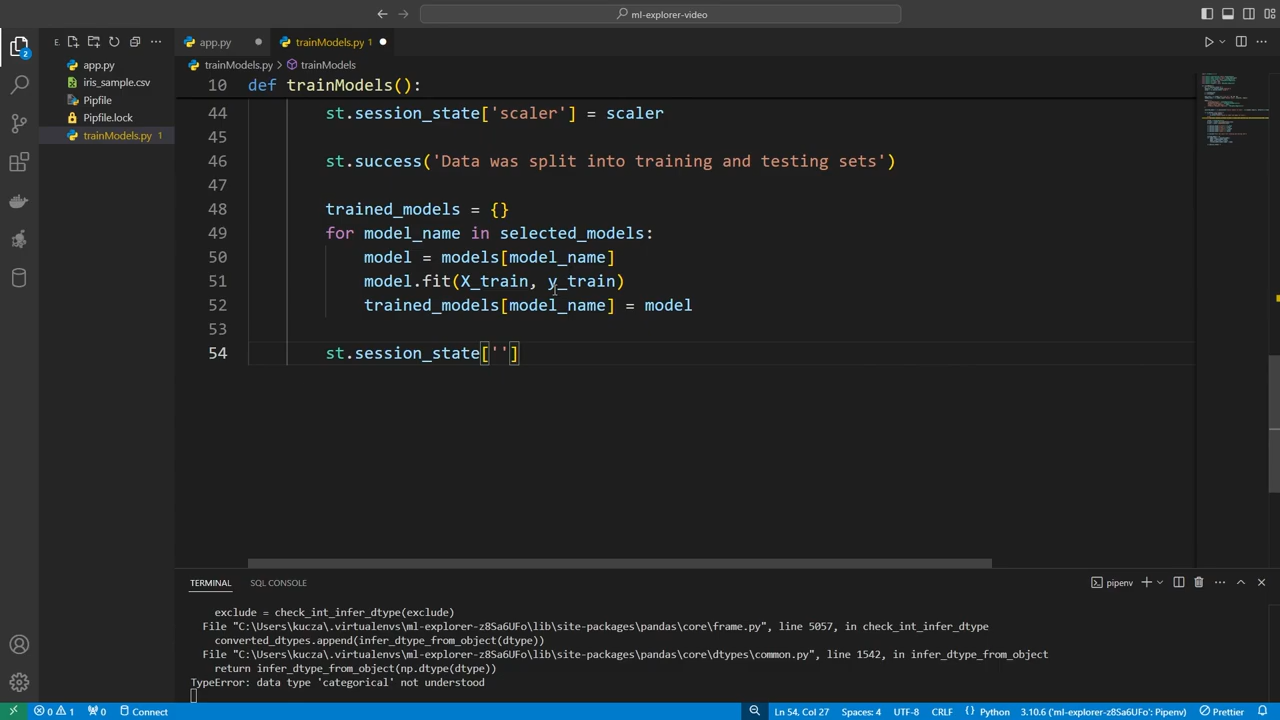 ml-explorer-video
E
app.py
iris_sample.csv
Pipfile
Pipfile.lock
trainModels.py 1
2
app.py
trainModels.py 1
trainModels.py > trainModels
10 def trainModels():
44 st.session_state['scaler'] = scaler
45
46 st.success('Data was split into training and testing sets')
47
48 trained_models = {}
49 for model_name in selected_models:
50 model = models[model_name]
51 model.fit(X_train, y_train)
52 trained_models[model_name] = model
53
54 st.session_state['']
TERMINAL SQL CONSOLE
pipenv
exclude = check_int_infer_dtype(exclude)
File "C:\Users\kucza\.virtualenvs\ml-explorer-z8Sa6UFo\lib\site-packages\pandas\core\frame.py", line 5057, in check_int_infer_dtype
converted_dtypes.append(infer_dtype_from_object(dtype))
File "C:\Users\kucza\.virtualenvs\ml-explorer-z8Sa6UFo\lib\site-packages\pandas\core\dtypes\common.py", line 1542, in infer_dtype_from_object
return infer_dtype_from_object(np.dtype(dtype))
TypeError: data type 'categorical' not understood
0 1 0 Connect Ln 54, Col 27 Spaces: 4 UTF-8 CRLF {} Python 3.10.6 ('ml-explorer-z8Sa6UFo': Pipenv) Prettier